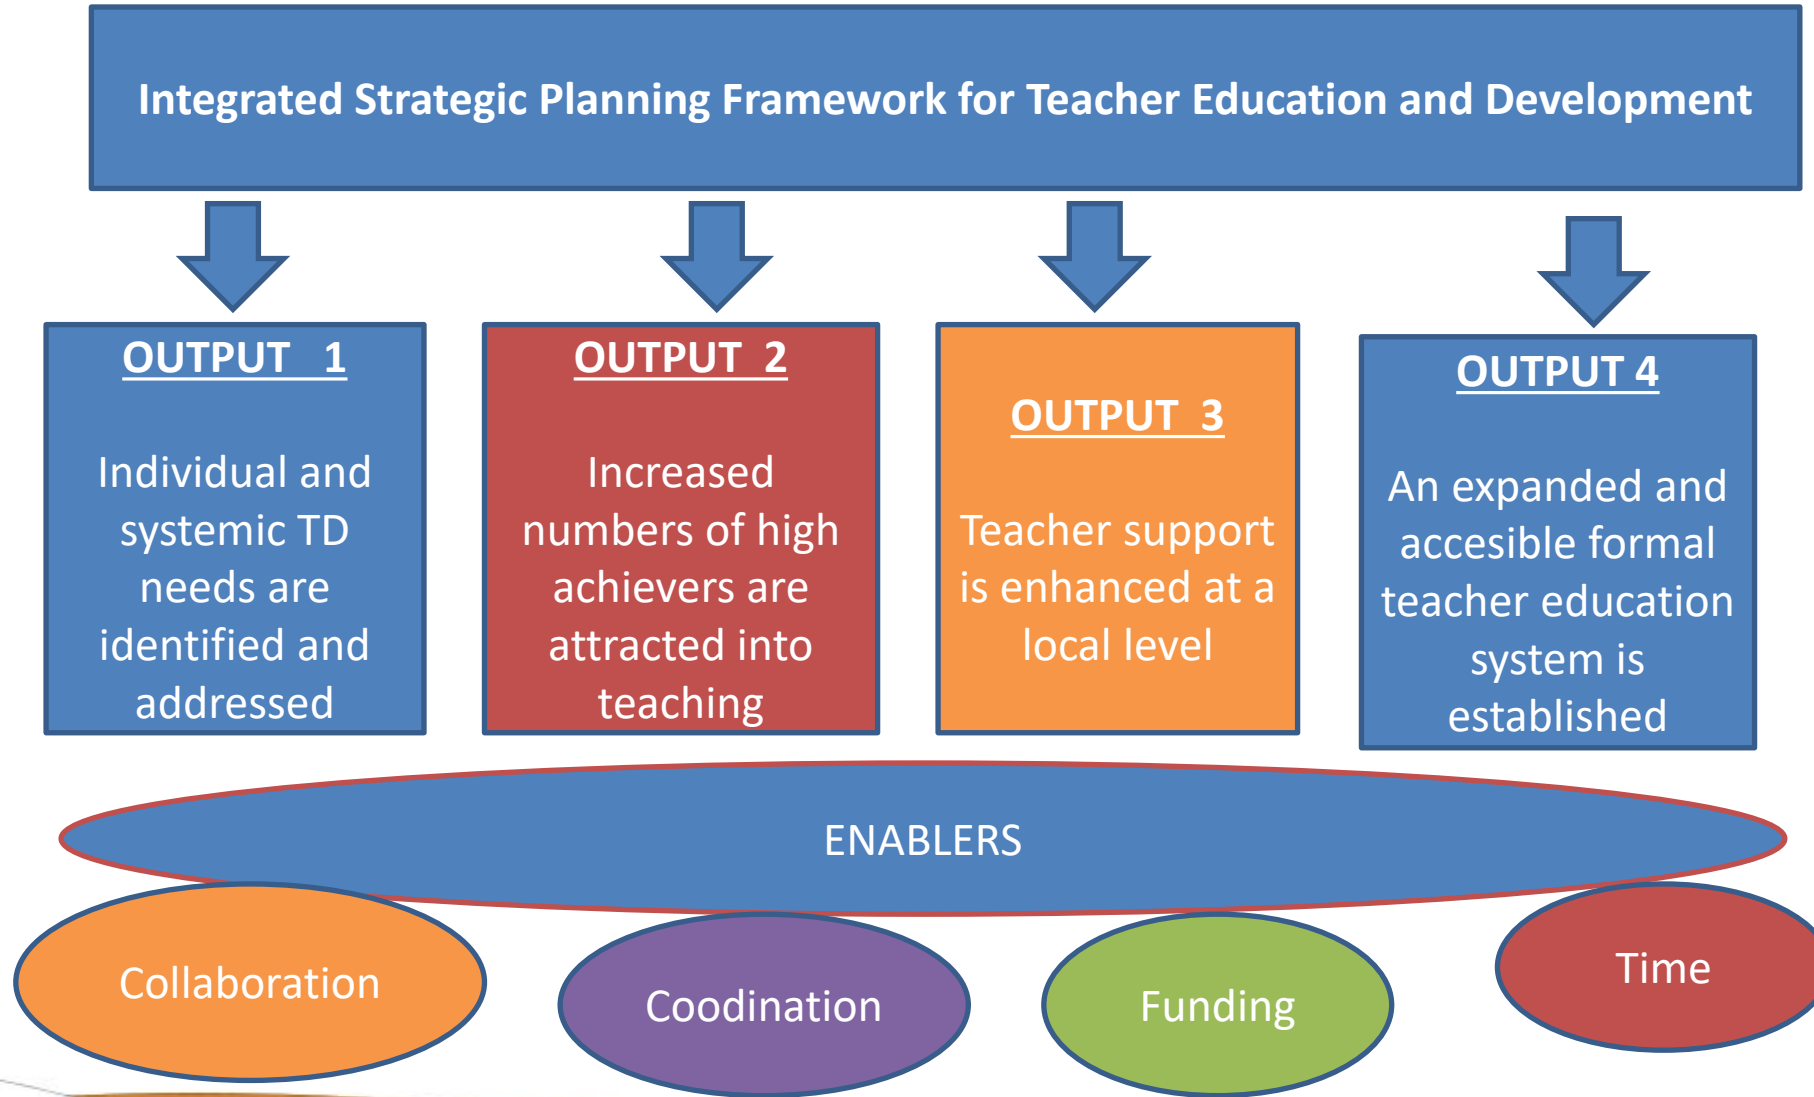 Integrated Strategic Planning Framework for Teacher Education and Development
OUTPUT 1
Individual and
systemic TD
needs are
identified and
addressed
OUTPUT 2
Increased
numbers of high
achievers are
attracted into
teaching
OUTPUT 3
Teacher support
is enhanced at a
local level
OUTPUT 4
An expanded and
accesible formal
teacher education
system is
established
ENABLERS
Collaboration
Coodination
Funding
Time